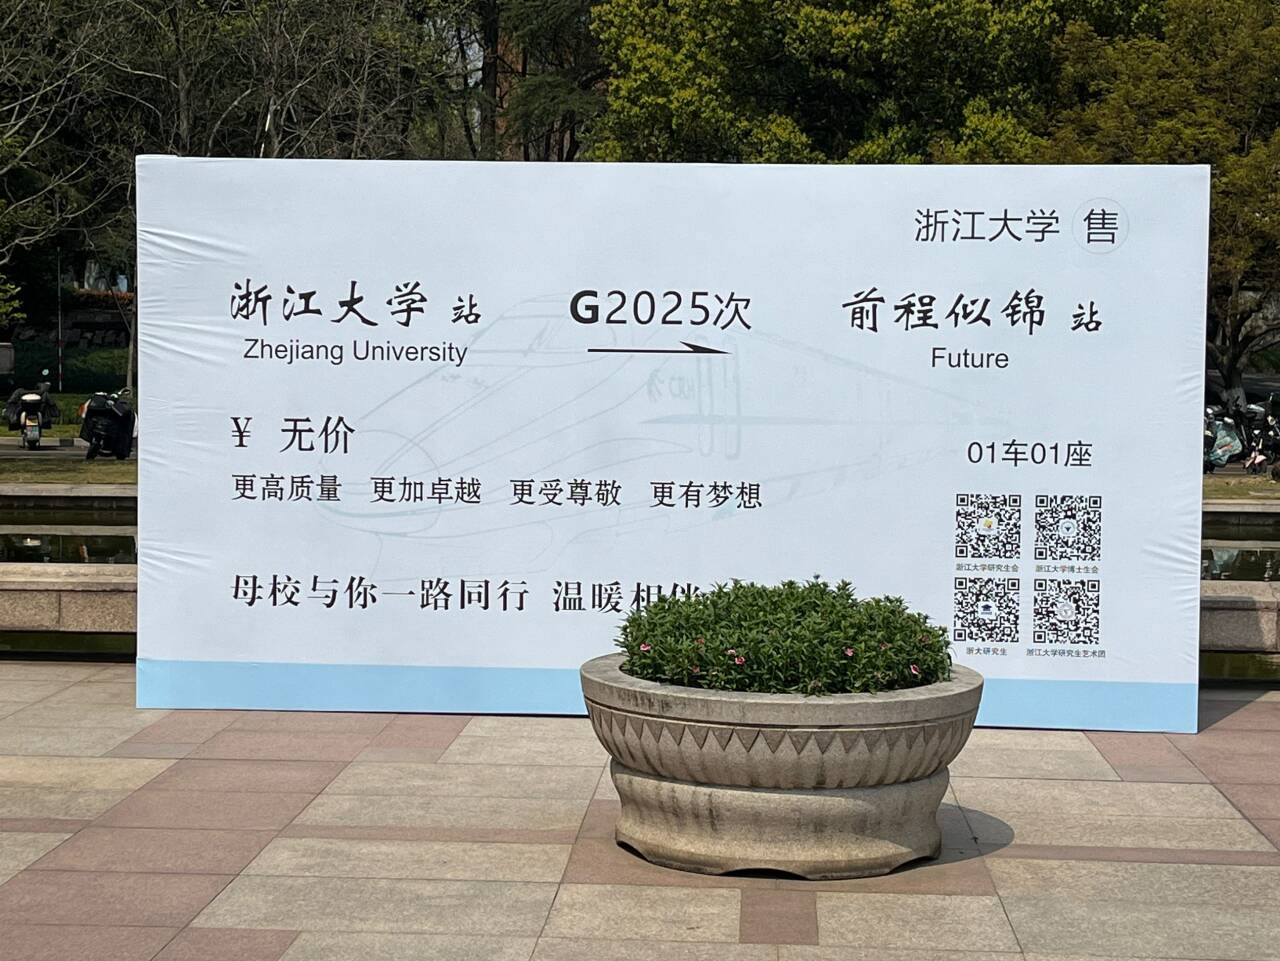 浙江大学 售
浙江大学 站 G2025次 前程似锦 站
Zhejiang University Future
¥ 无价
01车01座
更高质量 更加卓越 更受尊敬 更有梦想
浙江大学研究生会 浙江大学博士生会
母校与你一路同行 温暖相伴
浙大研究生 浙江大学研究生艺术团